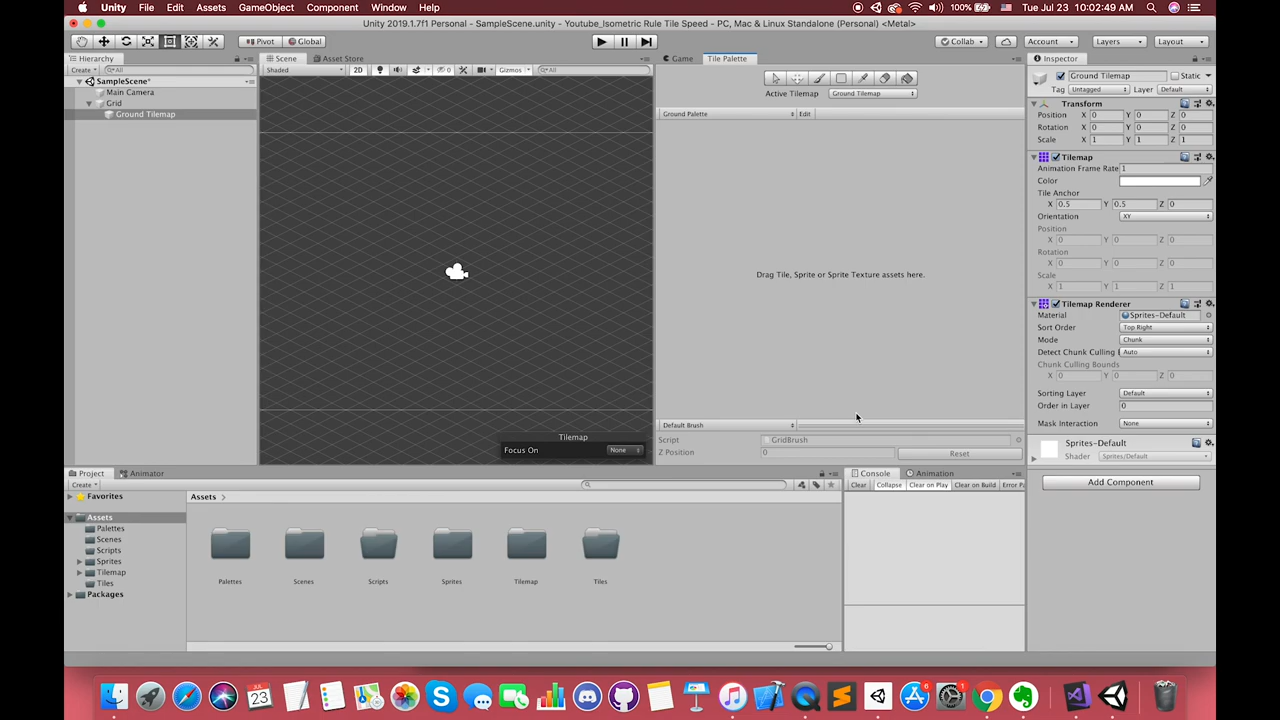 Unity File Edit Assets GameObject Component Window Help 100% Tue Jul 23 10:02:49 AM
Unity 2019.1.7f1 Personal - SampleScene.unity - Youtube_Isometric Rule Tile Speed - PC, Mac & Linux Standalone (Personal) <Metal>
Pivot Global Collab Account Layers Layout
Hierarchy Scene Asset Store Game Tile Palette Inspector
Create All Shaded 2D 0 Gizmos All
SampleScene*
Main Camera
Grid
Ground Tilemap
Active Tilemap Ground Tilemap
Ground Palette Edit
Drag Tile, Sprite or Sprite Texture assets here.
Tilemap
Focus On None
Default Brush
Script GridBrush
Z Position 0 Reset
Ground Tilemap Static
Tag Untagged Layer Default
Transform
Position X 0 Y 0 Z 0
Rotation X 0 Y 0 Z 0
Scale X 1 Y 1 Z 1
Tilemap
Animation Frame Rate 1
Color
Tile Anchor
X 0.5 Y 0.5 Z 0
Orientation XY
Position
X 0 Y 0 Z 0
Rotation
X 0 Y 0 Z 0
Scale
X 1 Y 1 Z 1
Tilemap Renderer
Material Sprites-Default
Sort Order Top Right
Mode Chunk
Detect Chunk Culling Auto
Chunk Culling Bounds
X 0 Y 0 Z 0
Sorting Layer Default
Order in Layer 0
Mask Interaction None
Sprites-Default
Shader Sprites/Default
Add Component
Project Animator
Create
Favorites
Assets
Palettes
Scenes
Scripts
Sprites
Tilemap
Tiles
Packages
Assets
Palettes Scenes Scripts Sprites Tilemap Tiles
Console Animation
Clear Collapse Clear on Play Clear on Build Error P
JUL
23